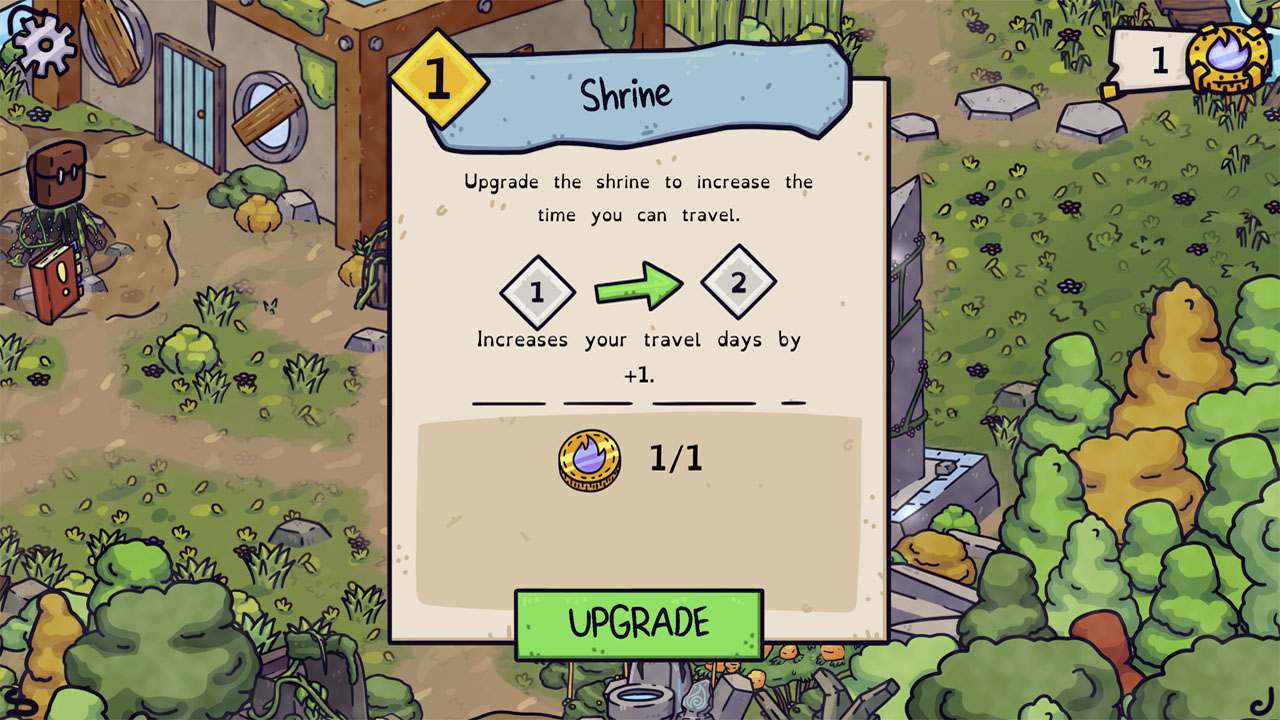 1
Shrine
1
Upgrade the shrine to increase the
time you can travel.
1
2
Increases your travel days by
+1.
1/1
UPGRADE